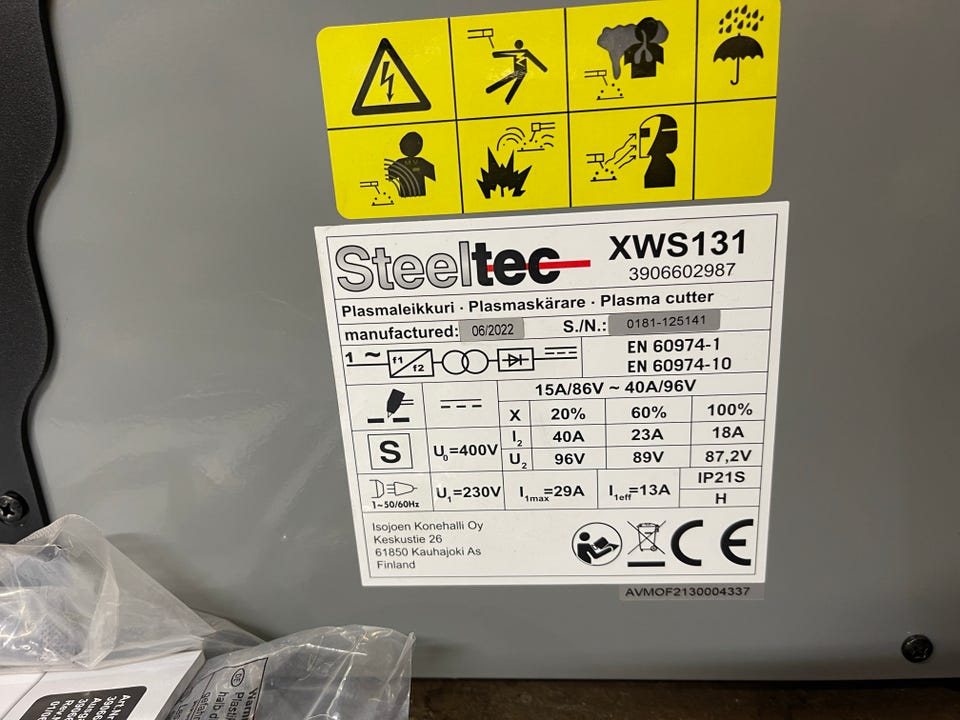 Steeltec XWS131
3906602987
Plasmaleikkuri · Plasmaskärare · Plasma cutter
manufactured: 06/2022 S./N.: 0181-125141
1 ~ f1 f2
EN 60974-1
EN 60974-10
15A/86V ~ 40A/96V
X 20% 60% 100%
S U0=400V
I2 40A 23A 18A
U2 96V 89V 87,2V
1~50/60Hz U1=230V I1max=29A I1eff=13A IP21S
H
Isojoen Konehalli Oy
Keskustie 26
61850 Kauhajoki As
Finland
CE
AVMOF2130004337